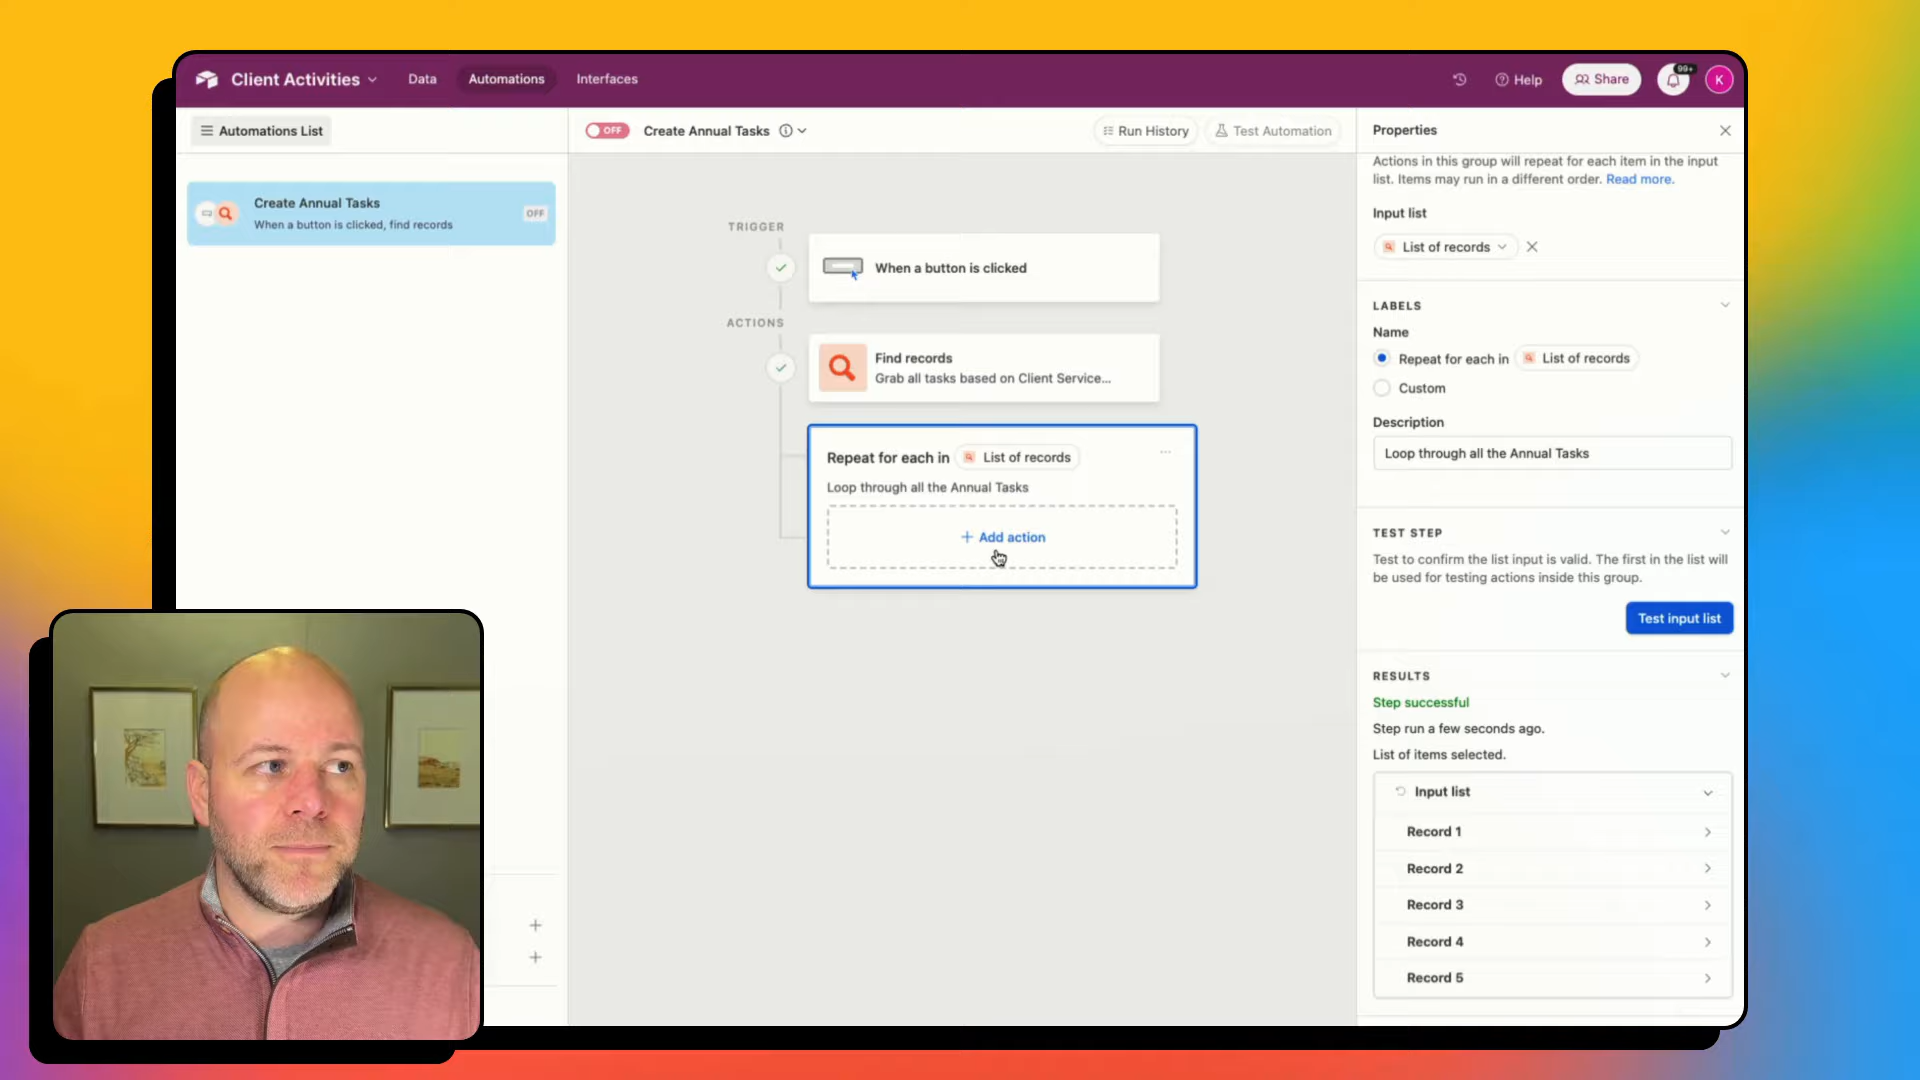 Client Activities
Data
Automations
Interfaces
Help
Share
99+
K
Automations List
OFF
Create Annual Tasks
Run History
Test Automation
Properties
Create Annual Tasks
When a button is clicked, find records
OFF
TRIGGER
When a button is clicked
ACTIONS
Find records
Grab all tasks based on Client Service...
Repeat for each in List of records
Loop through all the Annual Tasks
+ Add action
Actions in this group will repeat for each item in the input
list. Items may run in a different order. Read more.
Input list
List of records
LABELS
Name
Repeat for each in List of records
Custom
Description
Loop through all the Annual Tasks
TEST STEP
Test to confirm the list input is valid. The first in the list will
be used for testing actions inside this group.
Test input list
RESULTS
Step successful
Step run a few seconds ago.
List of items selected.
Input list
Record 1
Record 2
Record 3
Record 4
Record 5